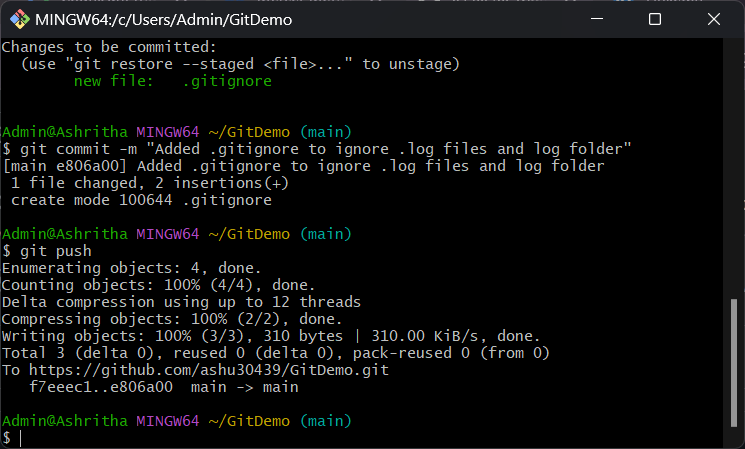 MINGW64:/c/Users/Admin/GitDemo
Changes to be committed:
  (use "git restore --staged <file>..." to unstage)
        new file:   .gitignore

Admin@Ashritha MINGW64 ~/GitDemo (main)
$ git commit -m "Added .gitignore to ignore .log files and log folder"
[main e806a00] Added .gitignore to ignore .log files and log folder
 1 file changed, 2 insertions(+)
 create mode 100644 .gitignore

Admin@Ashritha MINGW64 ~/GitDemo (main)
$ git push
Enumerating objects: 4, done.
Counting objects: 100% (4/4), done.
Delta compression using up to 12 threads
Compressing objects: 100% (2/2), done.
Writing objects: 100% (3/3), 310 bytes | 310.00 KiB/s, done.
Total 3 (delta 0), reused 0 (delta 0), pack-reused 0 (from 0)
To https://github.com/ashu30439/GitDemo.git
   f7eeec1..e806a00  main -> main

Admin@Ashritha MINGW64 ~/GitDemo (main)
$